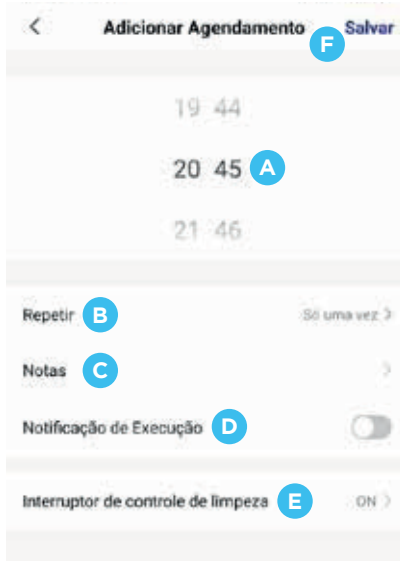 Adicionar Agendamento Salvar
F
19 44
20 45 A
21 46
Repetir B Só uma vez
Notas C
Notificação de Execução D
Interruptor de controle de limpeza E ON